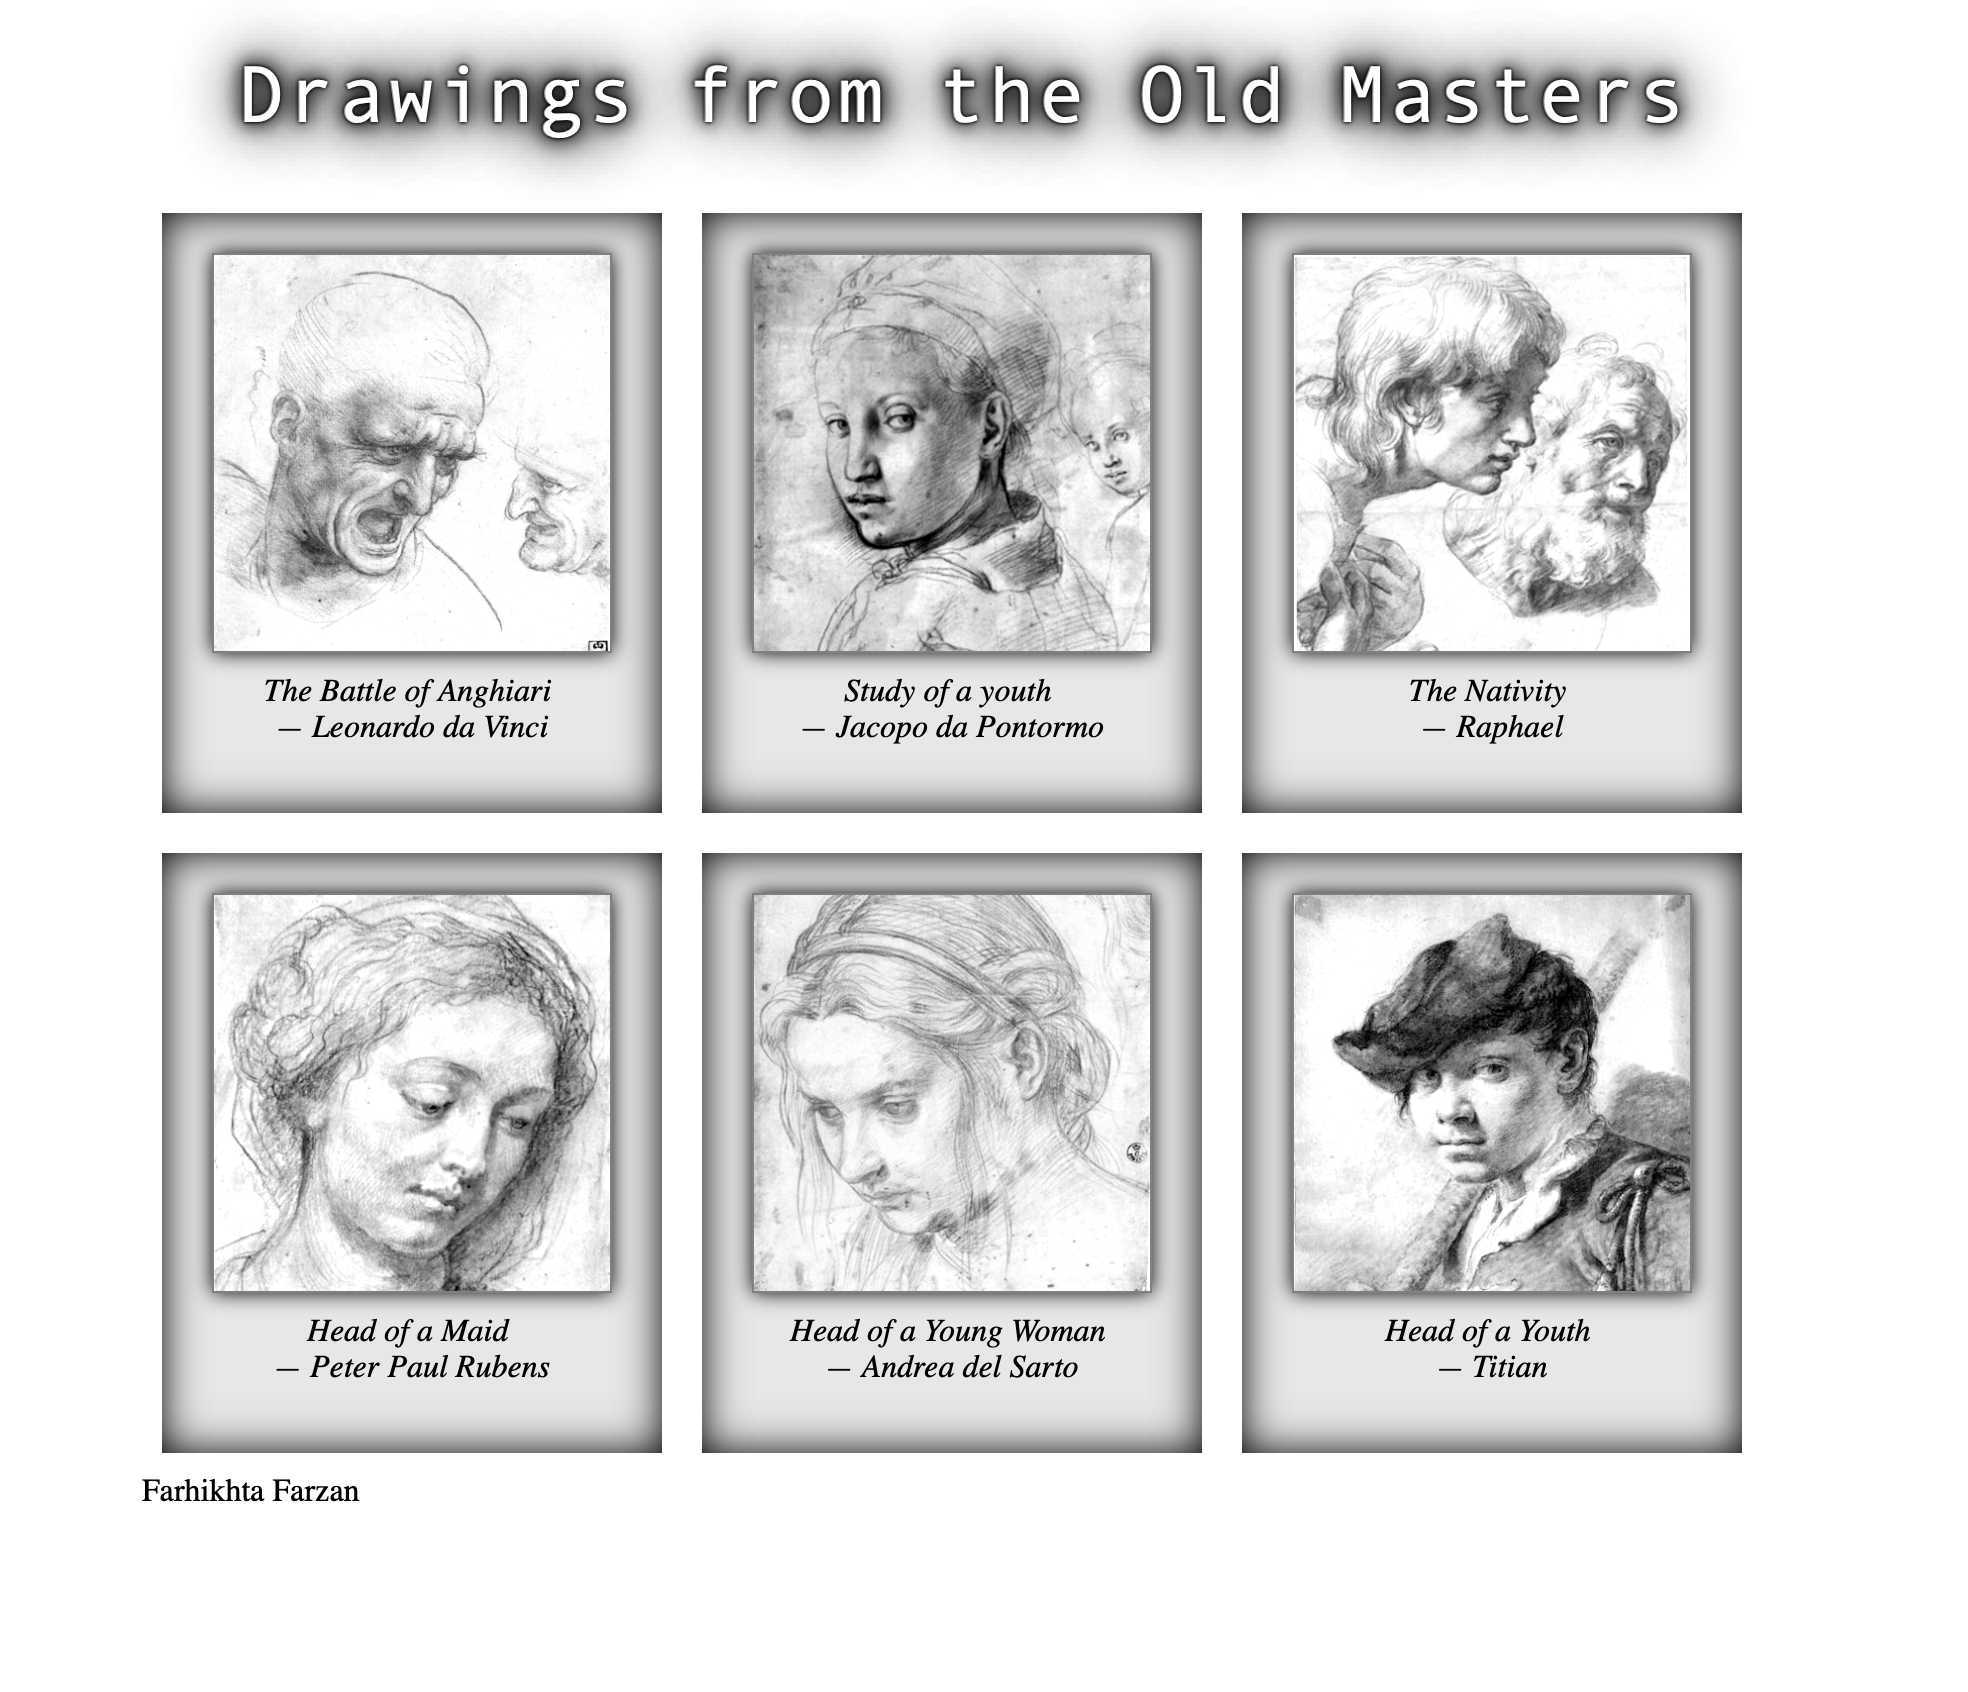 Drawings from the Old Masters
The Battle of Anghiari
— Leonardo da Vinci
Study of a youth
— Jacopo da Pontormo
The Nativity
— Raphael
Head of a Maid
— Peter Paul Rubens
Head of a Young Woman
— Andrea del Sarto
Head of a Youth
— Titian
Farhikhta Farzan